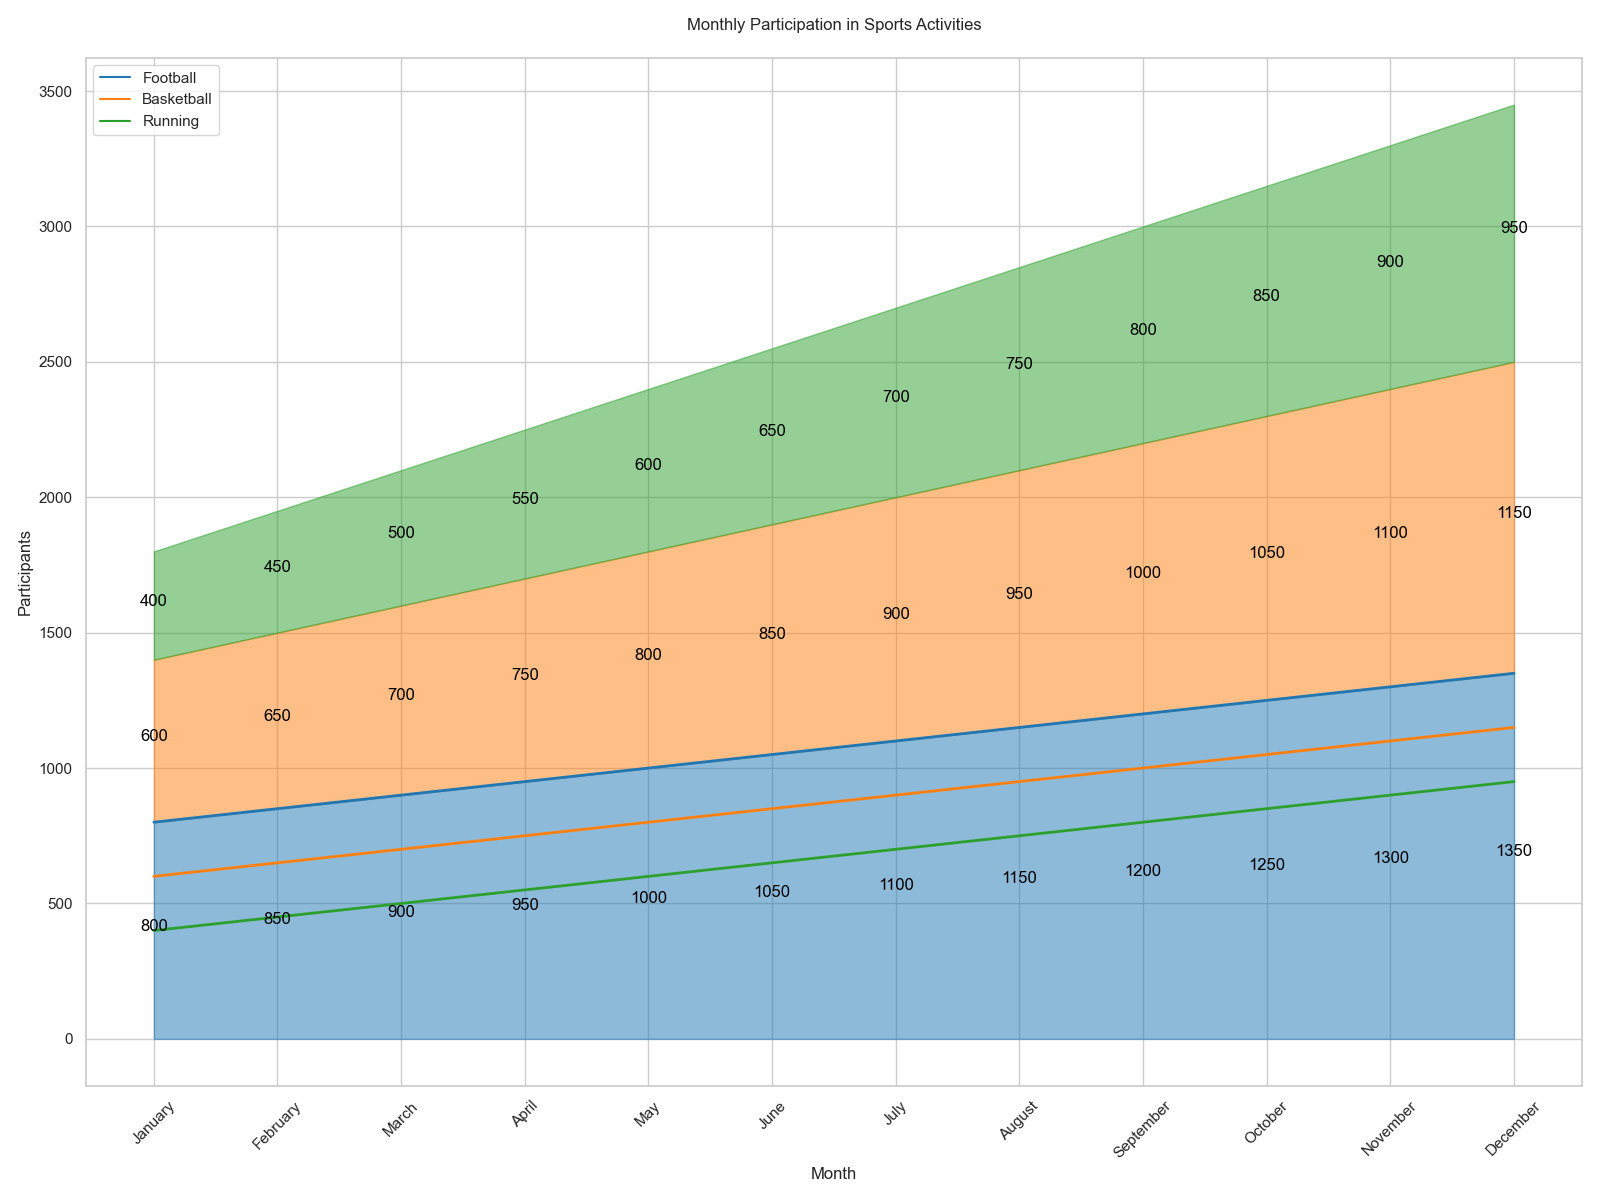 Monthly Participation in Sports Activities
Football
Basketball
Running
Participants
3500
3000
2500
2000
1500
1000
500
0
400 450 500 550 600 650 700 750 800 850 900 950
600 650 700 750 800 850 900 950 1000 1050 1100 1150
800 850 900 950 1000 1050 1100 1150 1200 1250 1300 1350
January February March April May June July August September October November December
Month